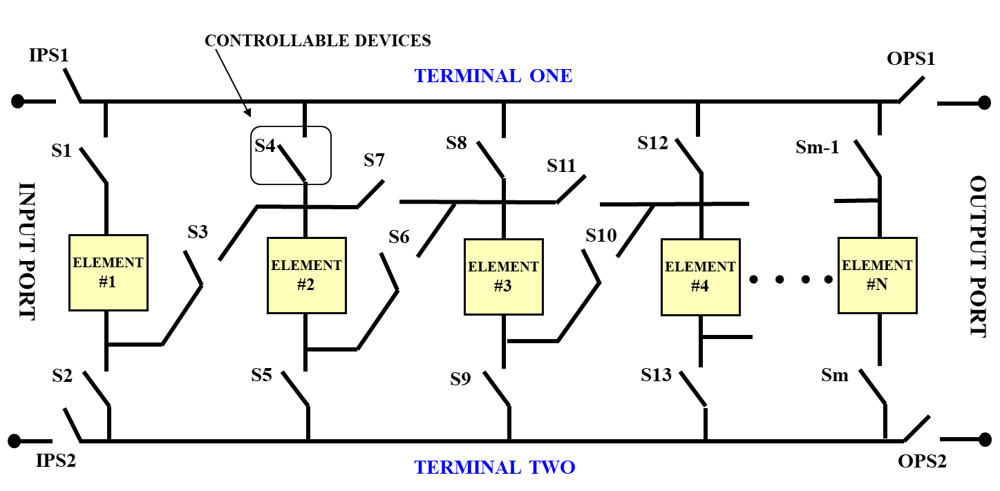 CONTROLLABLE DEVICES
IPS1
OPS1
TERMINAL ONE
S1
S4
S7
S8
S11
S12
Sm-1
INPUT PORT
OUTPUT PORT
S3
S6
S10
ELEMENT
#1
ELEMENT
#2
ELEMENT
#3
ELEMENT
#4
ELEMENT
#N
S2
S5
S9
S13
Sm
IPS2
OPS2
TERMINAL TWO